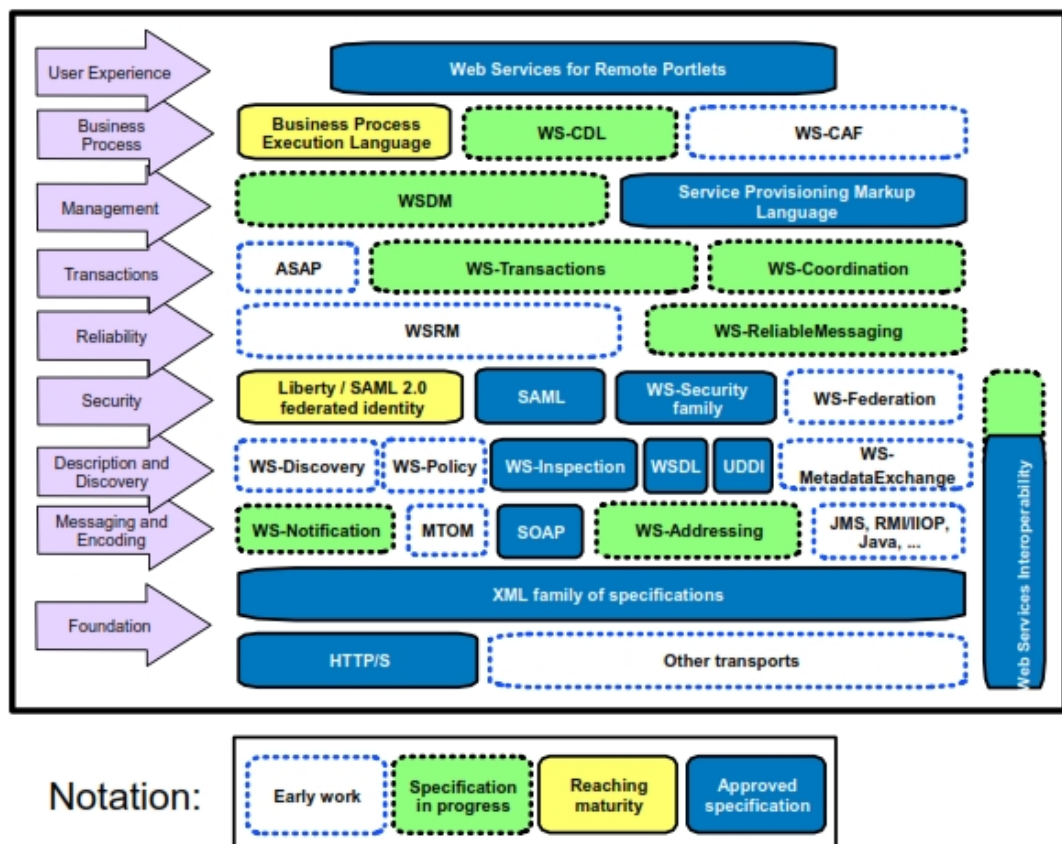 User Experience
Web Services for Remote Portlets
Business
Process
Business Process
Execution Language
WS-CDL
WS-CAF
Management
WSDM
Service Provisioning Markup
Language
Transactions
ASAP
WS-Transactions
WS-Coordination
Reliability
WSRM
WS-ReliableMessaging
Security
Liberty / SAML 2.0
federated identity
SAML
WS-Security
family
WS-Federation
Description and
Discovery
WS-Discovery
WS-Policy
WS-Inspection
WSDL
UDDI
WS-
MetadataExchange
Messaging and
Encoding
WS-Notification
MTOM
SOAP
WS-Addressing
JMS, RMI/IIOP,
Java, ...
Foundation
XML family of specifications
HTTP/S
Other transports
Web Services Interoperability
Notation:
Early work
Specification
in progress
Reaching
maturity
Approved
specification